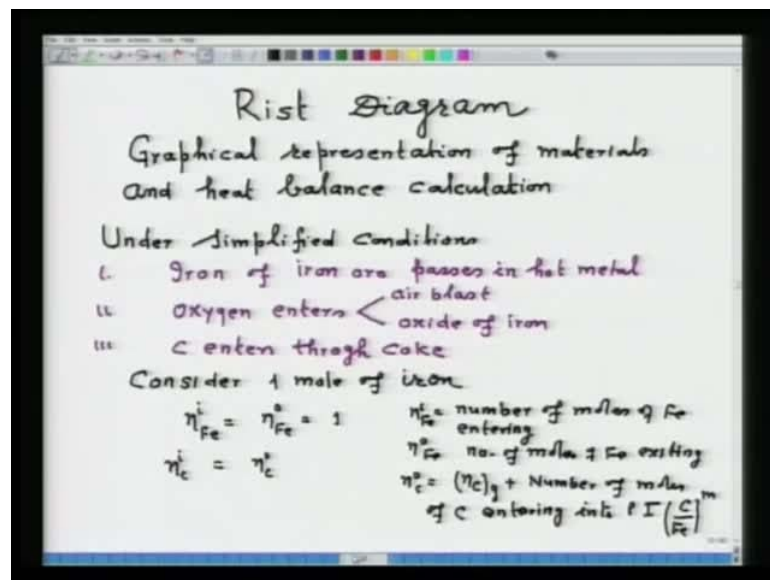 Rist Diagram
Graphical representation of materials
and heat balance calculation
Under simplified conditions
i. Iron of iron ore passes in hot metal
ii oxygen enters < air blast
oxide of iron
iii C enters throgh coke
Consider 1 mole of iron
n^i_Fe = n^o_Fe = 1
n^i_c = n^o_c
n^i_Fe = number of moles of Fe
entering
n^o_Fe no. of moles of Fe exiting
n^o_c = (n_c)_g + Number of moles
of C entering into P I (C/Fe)^m